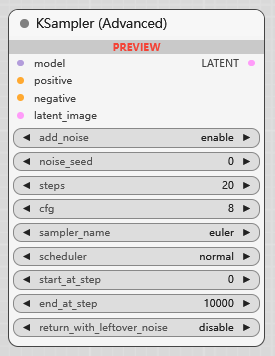 KSampler (Advanced)
PREVIEW
model LATENT
positive
negative
latent_image
add_noise enable
noise_seed 0
steps 20
cfg 8
sampler_name euler
scheduler normal
start_at_step 0
end_at_step 10000
return_with_leftover_noise disable